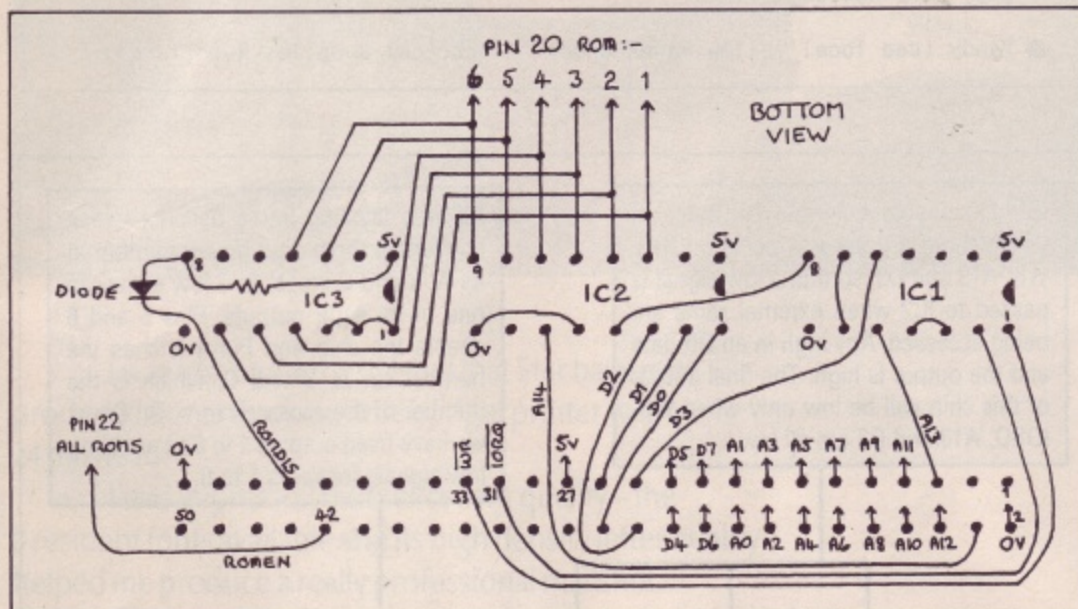 PIN 20 ROM:-
6 5 4 3 2 1
BOTTOM
VIEW
5V 5V 5V
8 9
DIODE IC3 IC2 IC1
1
0V 0V 0V
PIN 22
ALL ROMS
ROMDIS A14 D2 D1 D0 D3 A13
0V WR IORQ 5V D5 D7 A1 A3 A5 A7 A9 A11
33 31 27 1
50 42 2
ROMEN D4 D6 A0 A2 A4 A6 A8 A10 A12 0V